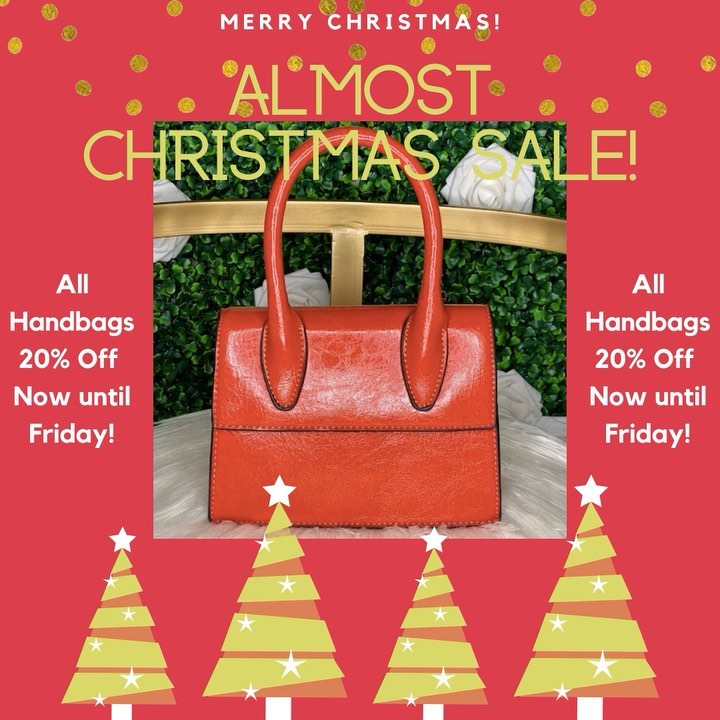 MERRY CHRISTMAS!
ALMOST
CHRISTMAS SALE!
All
Handbags
20% Off
Now until
Friday!
All
Handbags
20% Off
Now until
Friday!